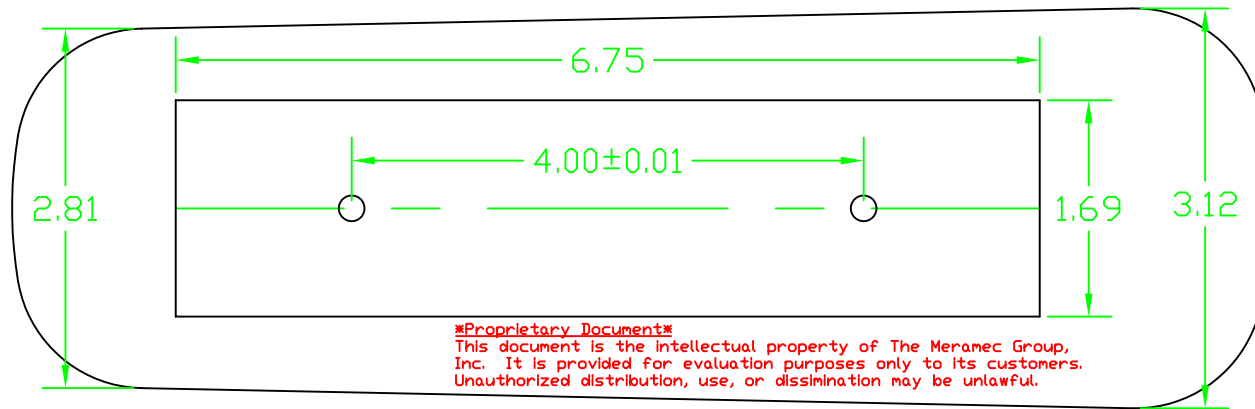 6.75
4.00±0.01
2.81
1.69
3.12
*Proprietary Document*
This document is the intellectual property of The Meramec Group,
Inc. It is provided for evaluation purposes only to its customers.
Unauthorized distribution, use, or dissimination may be unlawful.